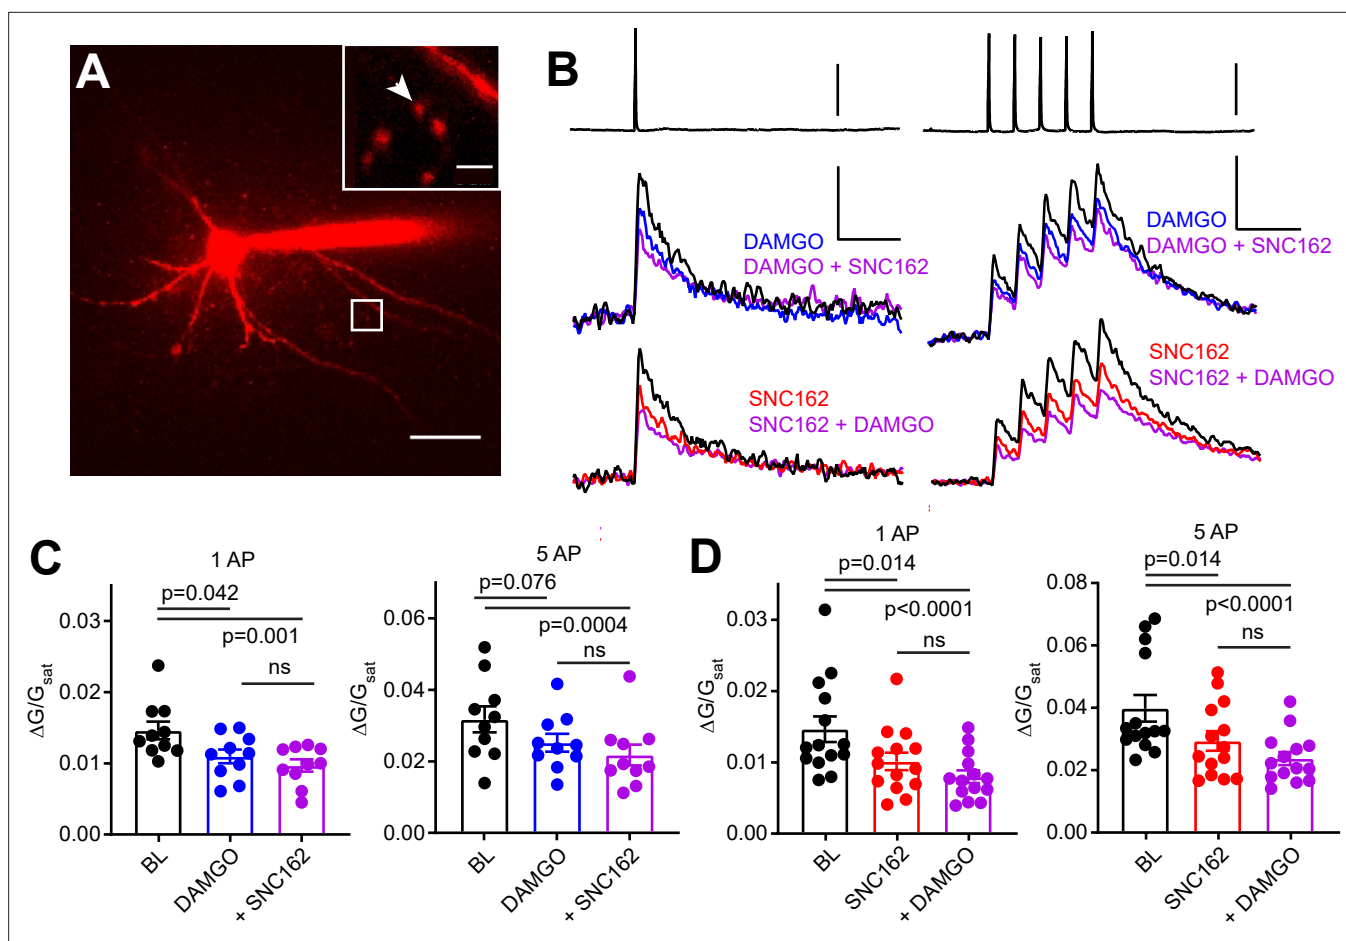 A
B
DAMGO
DAMGO + SNC162
DAMGO
DAMGO + SNC162
SNC162
SNC162 + DAMGO
SNC162
SNC162 + DAMGO
C
1 AP
p=0.042
p=0.001
ns
ΔG/Gsat
0.03
0.02
0.01
0.00
BL
DAMGO
+ SNC162
5 AP
p=0.076
p=0.0004
ns
ΔG/Gsat
0.06
0.04
0.02
0.00
BL
DAMGO
+ SNC162
D
1 AP
p=0.014
p<0.0001
ns
ΔG/Gsat
0.03
0.02
0.01
0.00
BL
SNC162
+ DAMGO
5 AP
p=0.014
p<0.0001
ns
ΔG/Gsat
0.08
0.06
0.04
0.02
0.00
BL
SNC162
+ DAMGO